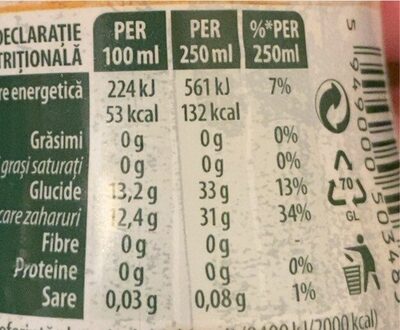 DECLARAȚIE PER PER %*PER
TRIȚIONALĂ 100 ml 250 ml 250ml
re energetică 224 kJ 561 kJ 7%
53 kcal 132 kcal
Grăsimi 0 g 0 g 0%
grași saturați 0 g 0 g 0%
Glucide 13,2 g 33 g 13%
care zaharuri 12,4 g 31 g 34%
Fibre 0 g 0 g -
Proteine 0 g 0 g 0%
Sare 0,03 g 0,08 g 1%
kJ/2000 kcal)
70
GL
5 949000 50348